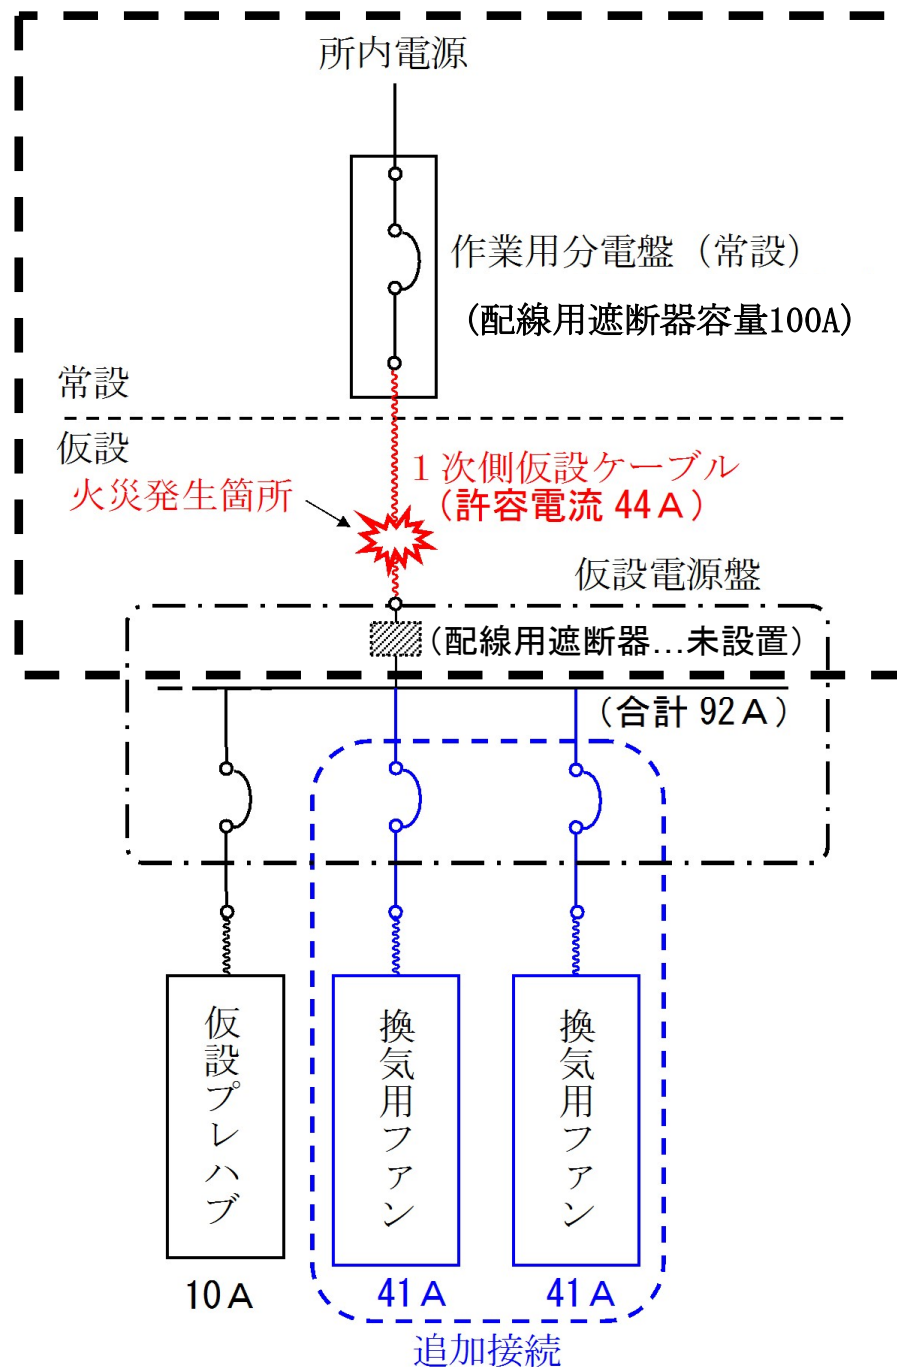 所内電源
作業用分電盤（常設）
(配線用遮断器容量100A)
常設
仮設
１次側仮設ケーブル
火災発生箇所
（許容電流 44Ａ）
仮設電源盤
（配線用遮断器…未設置）
（合計 92Ａ）
仮設プレハブ
換気用ファン
換気用ファン
10Ａ
41Ａ
41Ａ
追加接続